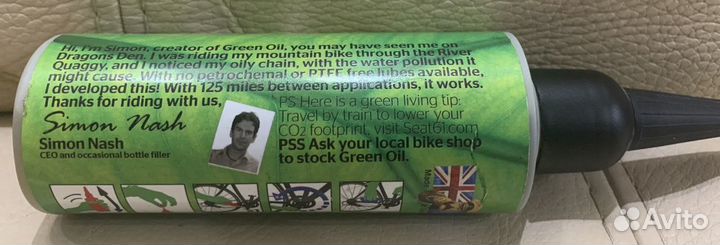 Hi, I'm Simon, creator of Green Oil, you may have seen me on
Dragons Den. I was riding my mountain bike through the River
Quaggy, and I noticed my oily chain, with the water pollution it
might cause. With no petrochemal or PTFE free lubes available,
I developed this! With 125 miles between applications, it works.
Thanks for riding with us,
Simon Nash
Simon Nash
CEO and occasional bottle filler
PS Here is a green living tip:
Travel by train to lower your
CO2 footprint, visit Seat61.com
PSS Ask your local bike shop
to stock Green Oil.
Made
Avito